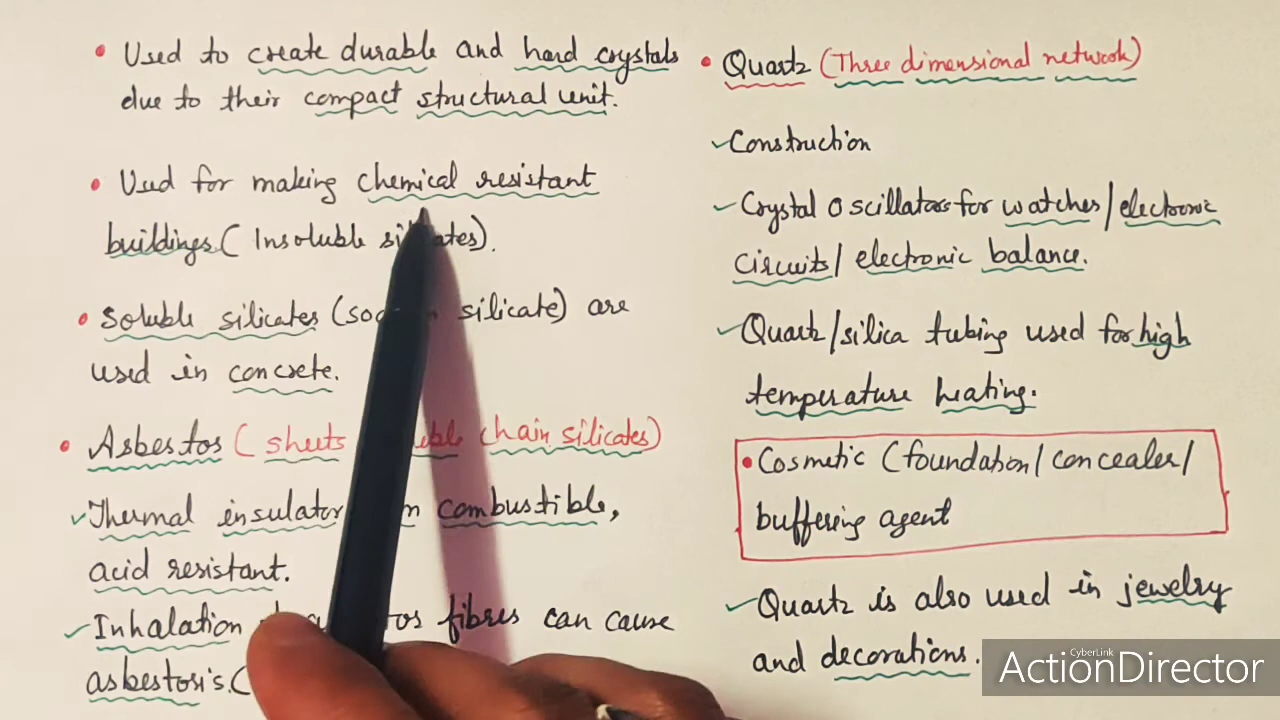 • Used to create durable and hard crystals
due to their compact structural unit.
• Used for making chemical resistant
buildings (Insoluble silicates).
• Soluble silicates ( silicate) are
used in concrete.
• Asbestos (sheets chain silicates)
✓ Thermal insulator combustible,
acid resistant.
✓ Inhalation fibres can cause
asbestosis. (
• Quartz (Three dimensional network)
✓ Construction
✓ Crystal oscillators for watches/electronic
circuits/electronic balance.
✓ Quartz/silica tubing used for high
temperature heating.
• Cosmetic (foundation/concealer/
buffering agent
✓ Quartz is also used in jewelry
and decorations.
CyberLink
ActionDirector